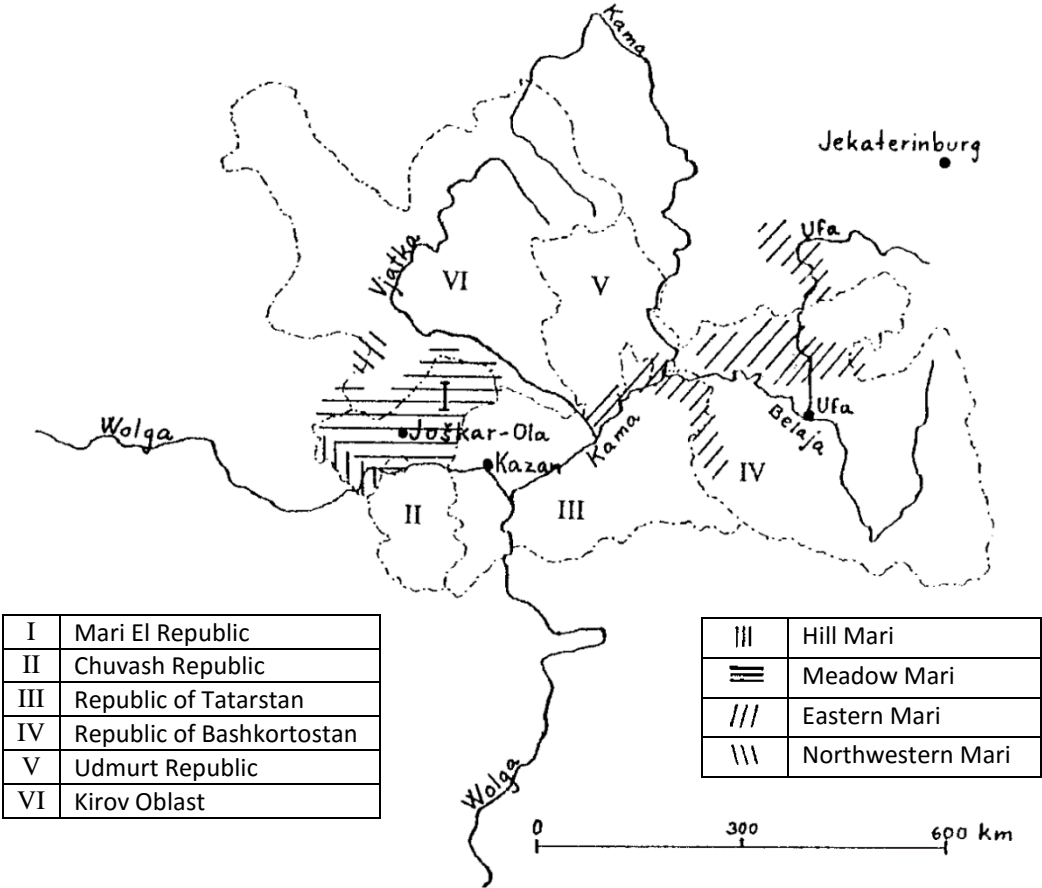 Kama
Jekaterinburg
Ufa
Vjatka
VI
V
I
Wolga
Joškar-Ola
Kama
Ufa
Belaja
Kazan
IV
II
III
I Mari El Republic
II Chuvash Republic
III Republic of Tatarstan
IV Republic of Bashkortostan
V Udmurt Republic
VI Kirov Oblast
Hill Mari
Meadow Mari
Eastern Mari
Northwestern Mari
Wolga
0 300 600 km